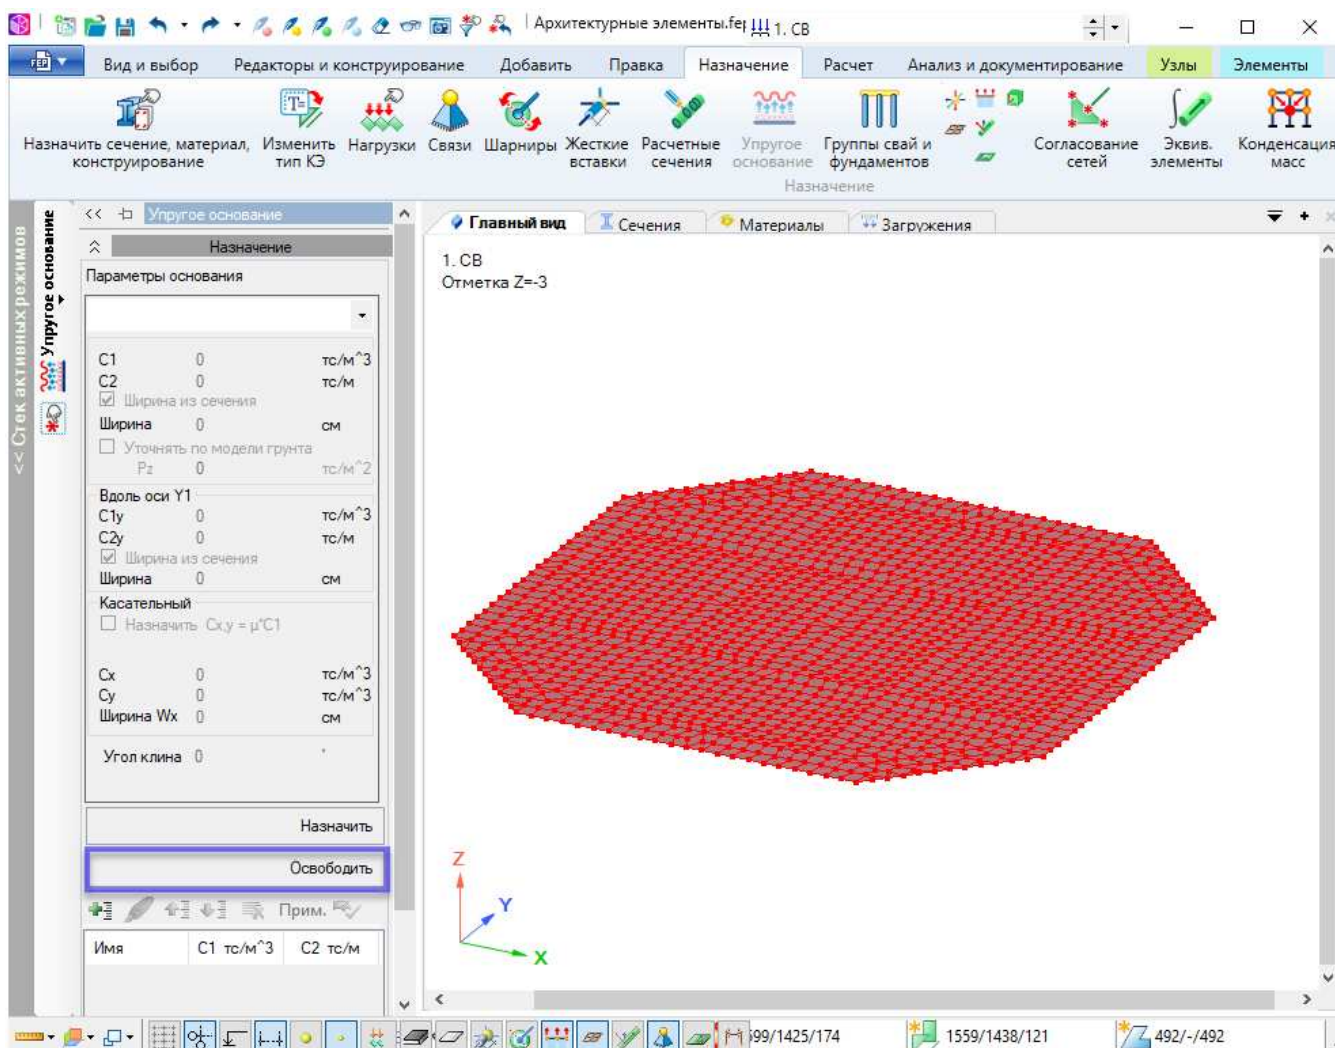 Архитектурные элементы.fep
1. СВ
FEP
Вид и выбор
Редакторы и конструирование
Добавить
Правка
Назначение
Расчет
Анализ и документирование
Узлы
Элементы
Назначить сечение, материал,
конструирование
Изменить
тип КЭ
Нагрузки
Связи
Шарниры
Жесткие
вставки
Расчетные
сечения
Упругое
основание
Группы свай и
фундаментов
Согласование
сетей
Эквив.
элементы
Конденсация
масс
Назначение
<< Стек активных режимов
Упругое основание
<< Упругое основание
Назначение
Параметры основания
C1 0 тс/м^3
C2 0 тс/м
Ширина из сечения
Ширина 0 см
Уточнять по модели грунта
Pz 0 тс/м^2
Вдоль оси Y1
C1y 0 тс/м^3
C2y 0 тс/м
Ширина из сечения
Ширина 0 см
Касательный
Назначить Cx,y = µ*C1
Cx 0 тс/м^3
Cy 0 тс/м^3
Ширина Wx 0 см
Угол клина 0 °
Назначить
Освободить
Прим.
Имя C1 тс/м^3 C2 тс/м
Главный вид
Сечения
Материалы
Загружения
1. СВ
Отметка Z=-3
Z
Y
X
99/1425/174
1559/1438/121
492/-/492